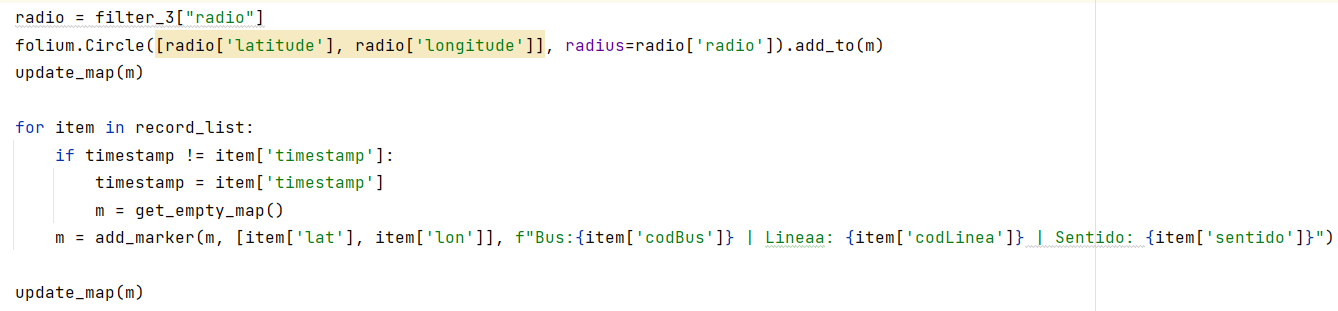 radio = filter_3["radio"]
folium.Circle([radio['latitude'], radio['longitude']], radius=radio['radio']).add_to(m)
update_map(m)
for item in record_list:
    if timestamp != item['timestamp']:
        timestamp = item['timestamp']
        m = get_empty_map()
    m = add_marker(m, [item['lat'], item['lon']], f"Bus:{item['codBus']} | Lineaa: {item['codLinea']} | Sentido: {item['sentido']}")
update_map(m)